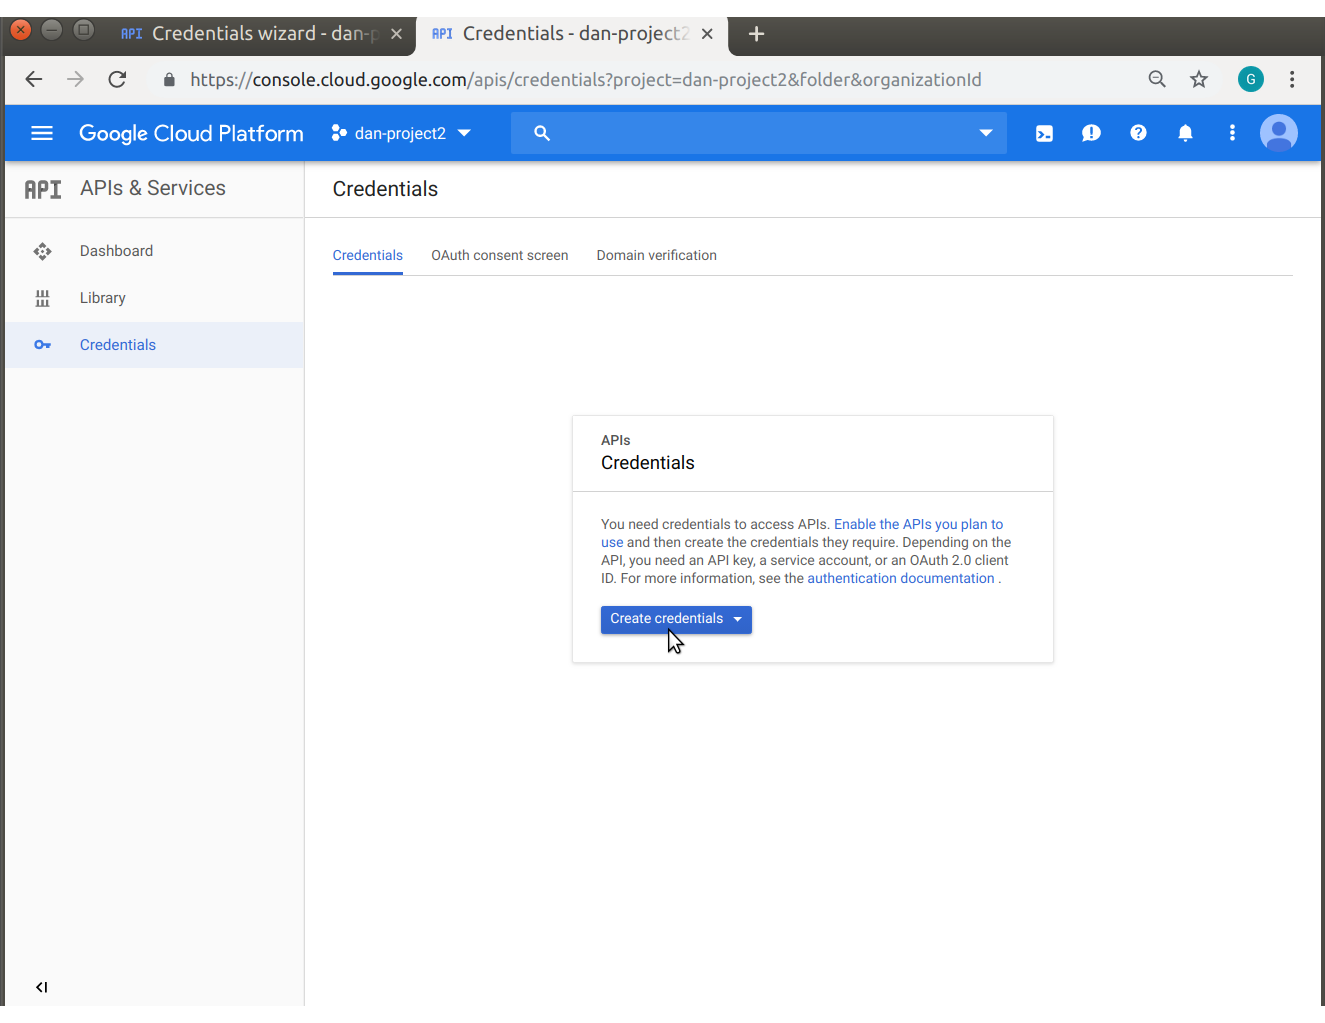 API Credentials wizard - dan-p
API Credentials - dan-project2
https://console.cloud.google.com/apis/credentials?project=dan-project2&folder&organizationId
G
Google Cloud Platform
dan-project2
API APIs & Services
Credentials
Dashboard
Library
Credentials
Credentials OAuth consent screen Domain verification
APIs
Credentials
You need credentials to access APIs. Enable the APIs you plan to
use and then create the credentials they require. Depending on the
API, you need an API key, a service account, or an OAuth 2.0 client
ID. For more information, see the authentication documentation .
Create credentials